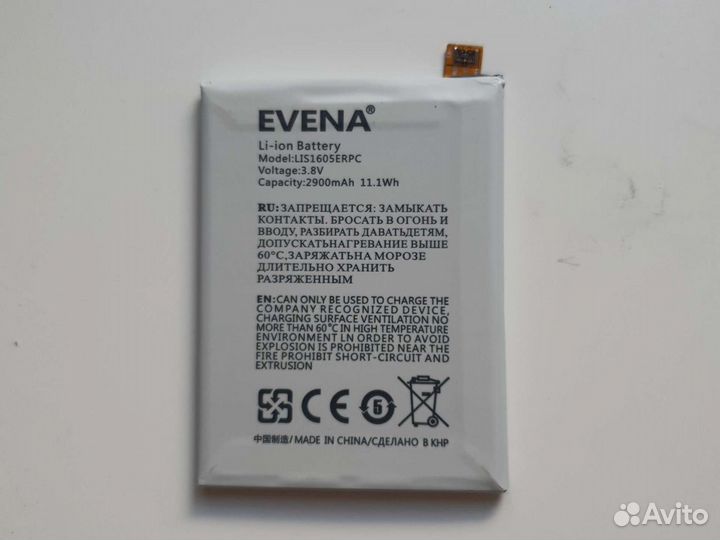 EVENA®
Li-ion Battery
Model:LIS1605ERPC
Voltage:3.8V
Capacity:2900mAh 11.1Wh
RU:ЗАПРЕЩАЕТСЯ: ЗАМЫКАТЬ
КОНТАКТЫ. БРОСАТЬ В ОГОНЬ И
ВВОДУ, РАЗБИРАТЬ ДАВАТЬДЕТЯМ,
ДОПУСКАТЬНАГРЕВАНИЕ ВЫШЕ
60°C,ЗАРЯЖАТЬНА МОРОЗЕ
ДЛИТЕЛЬНО ХРАНИТЬ
РАЗРЯЖЕННЫМ
EN:CAN ONLY BE USED TO CHARGE THE
COMPANY RECOGNIZED DEVICE,
CHARGING SURFACE VENTILATION NO
MORE THAN 60°C IN HIGH TEMPERATURE
ENVIRONMENT LN ORDER TO AVOID
EXPLOSION IS PROHIBITED NEAR THE
FIRE PROHIBIT SHORT-CIRCUIT AND
EXTRUSION
CE 5
中国制造/MADE IN CHINA/СДЕЛАНО В КНР
Avito